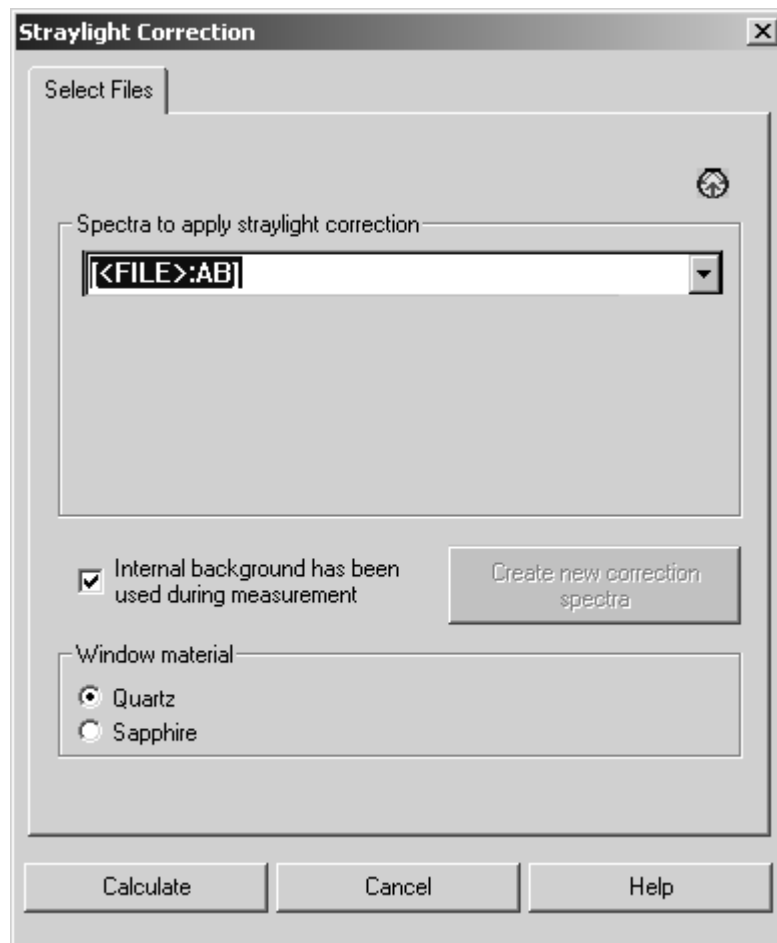 Straylight Correction
Select Files
Spectra to apply straylight correction
[<FILE>:AB]
Internal background has been
used during measurement
Create new correction
spectra
Window material
Quartz
Sapphire
Calculate
Cancel
Help